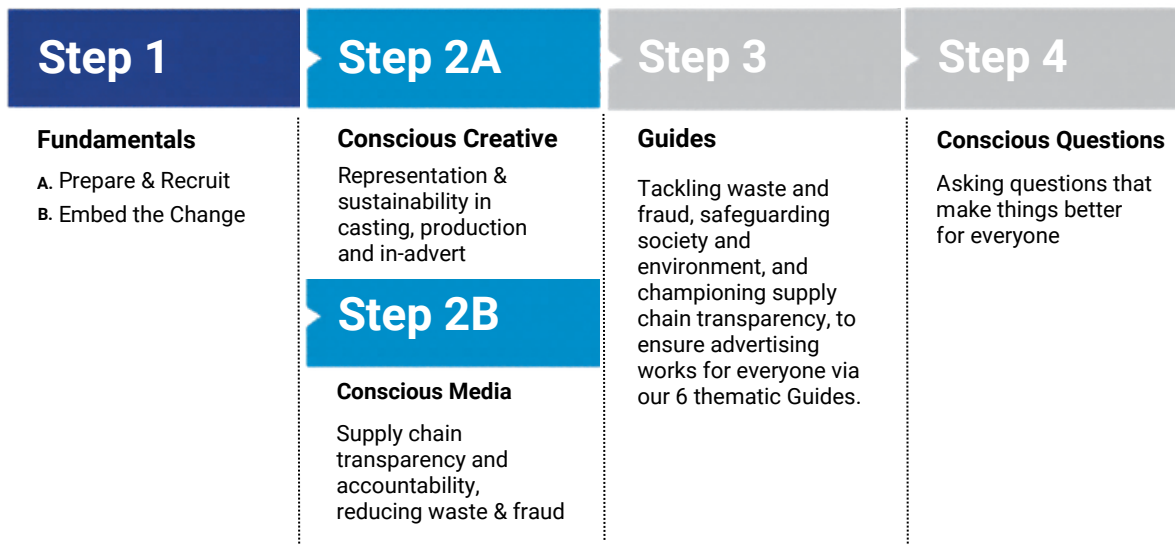 Step 1
Fundamentals
A. Prepare & Recruit
B. Embed the Change
Step 2A
Conscious Creative
Representation &
sustainability in
casting, production
and in-advert
Step 2B
Conscious Media
Supply chain
transparency and
accountability,
reducing waste & fraud
Step 3
Guides
Tackling waste and
fraud, safeguarding
society and
environment, and
championing supply
chain transparency, to
ensure advertising
works for everyone via
our 6 thematic Guides.
Step 4
Conscious Questions
Asking questions that
make things better
for everyone